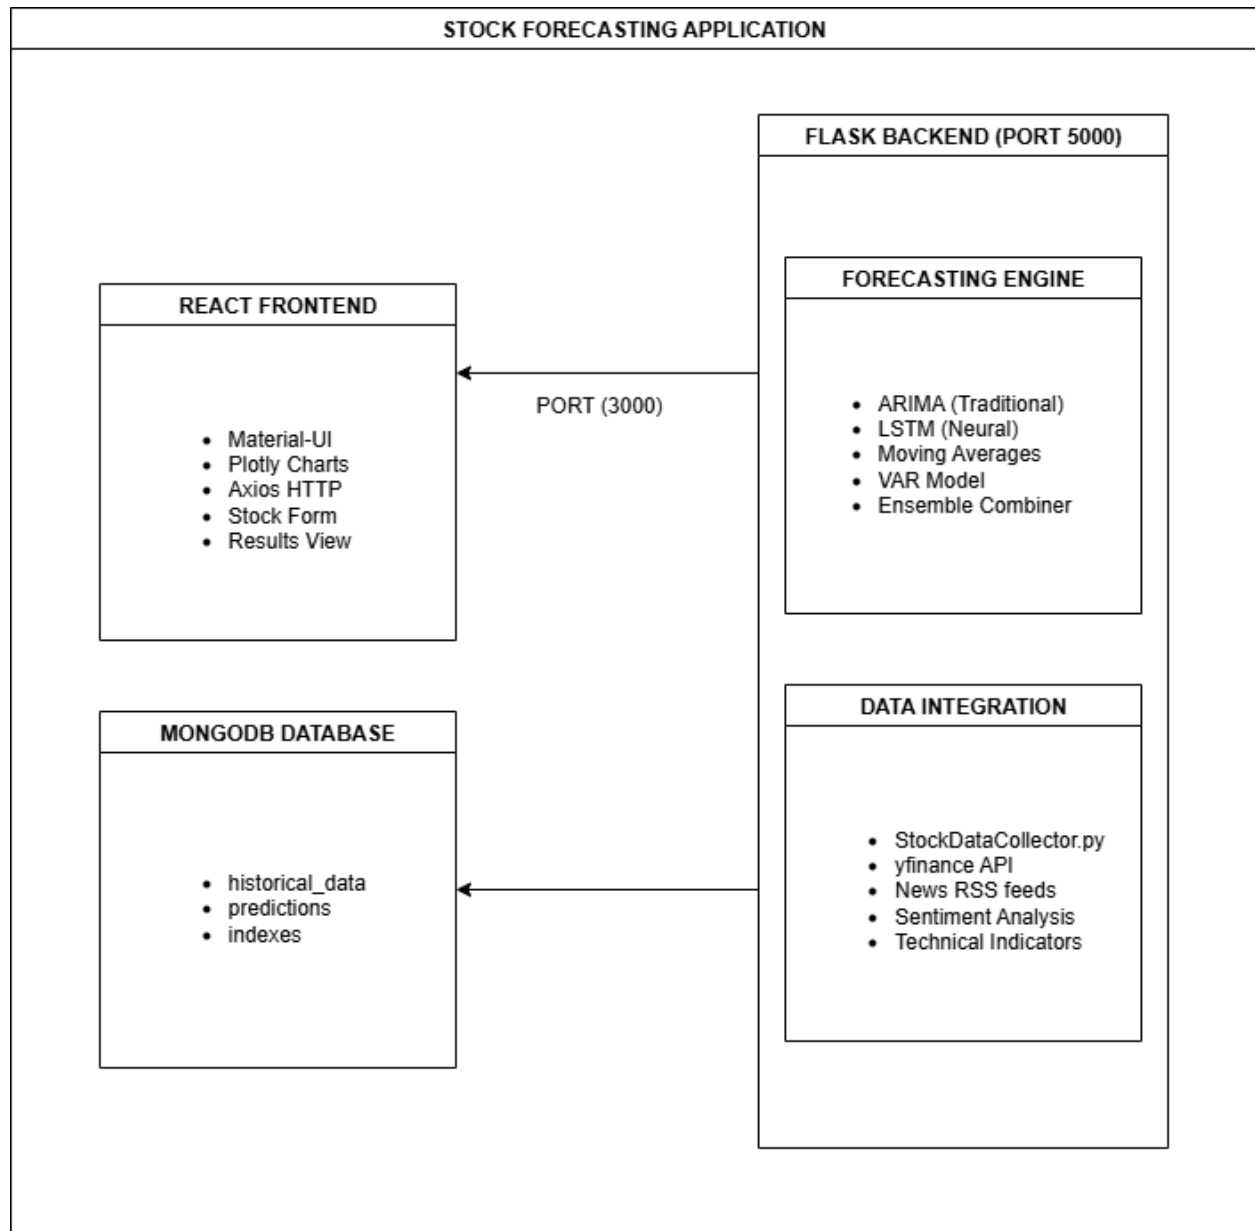 STOCK FORECASTING APPLICATION
FLASK BACKEND (PORT 5000)
FORECASTING ENGINE
• ARIMA (Traditional)
• LSTM (Neural)
• Moving Averages
• VAR Model
• Ensemble Combiner
REACT FRONTEND
• Material-UI
• Plotly Charts
• Axios HTTP
• Stock Form
• Results View
PORT (3000)
MONGODB DATABASE
• historical_data
• predictions
• indexes
DATA INTEGRATION
• StockDataCollector.py
• yfinance API
• News RSS feeds
• Sentiment Analysis
• Technical Indicators